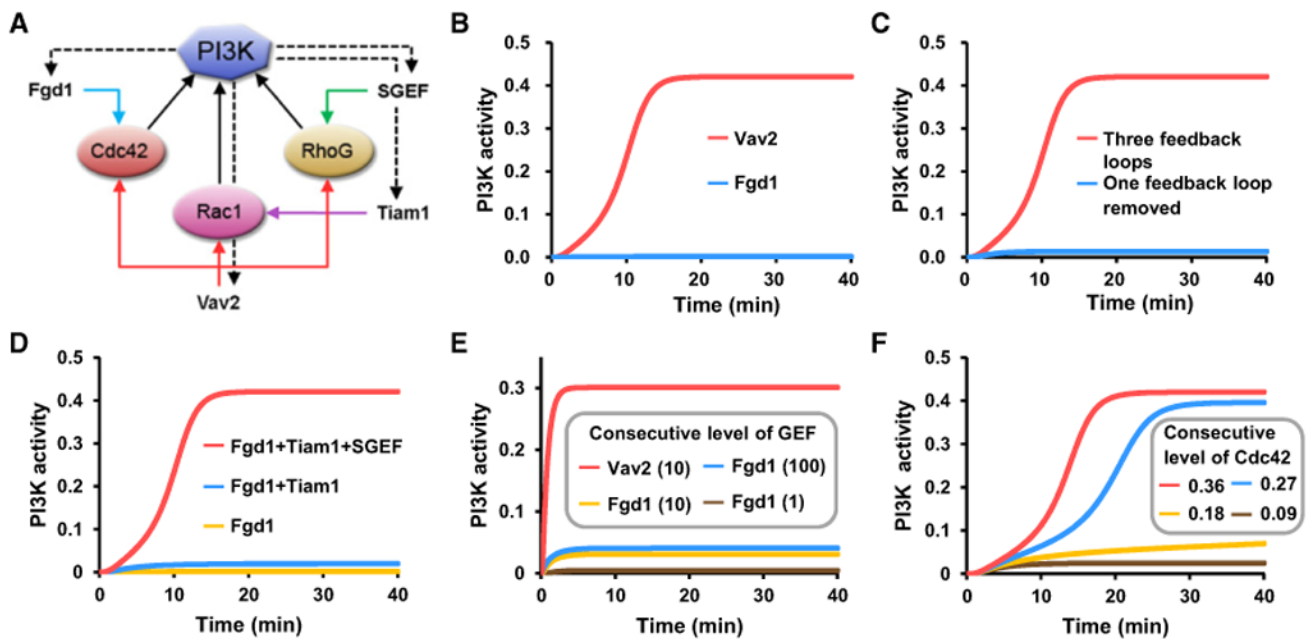 A
PI3K
Fgd1
SGEF
Cdc42
RhoG
Rac1
Tiam1
Vav2
B
PI3K activity
0.5
0.4
0.3
0.2
0.1
0.0
Vav2
Fgd1
0 10 20 30 40
Time (min)
C
PI3K activity
0.5
0.4
0.3
0.2
0.1
0.0
Three feedback
loops
One feedback loop
removed
0 10 20 30 40
Time (min)
D
PI3K activity
0.5
0.4
0.3
0.2
0.1
0
Fgd1+Tiam1+SGEF
Fgd1+Tiam1
Fgd1
0 10 20 30 40
Time (min)
E
PI3K activity
0.3
0.2
0.1
0
Consecutive level of GEF
Vav2 (10) Fgd1 (100)
Fgd1 (10) Fgd1 (1)
0 10 20 30 40
Time (min)
F
PI3K activity
0.5
0.4
0.3
0.2
0.1
0
Consecutive
level of Cdc42
0.36 0.27
0.18 0.09
0 10 20 30 40
Time (min)